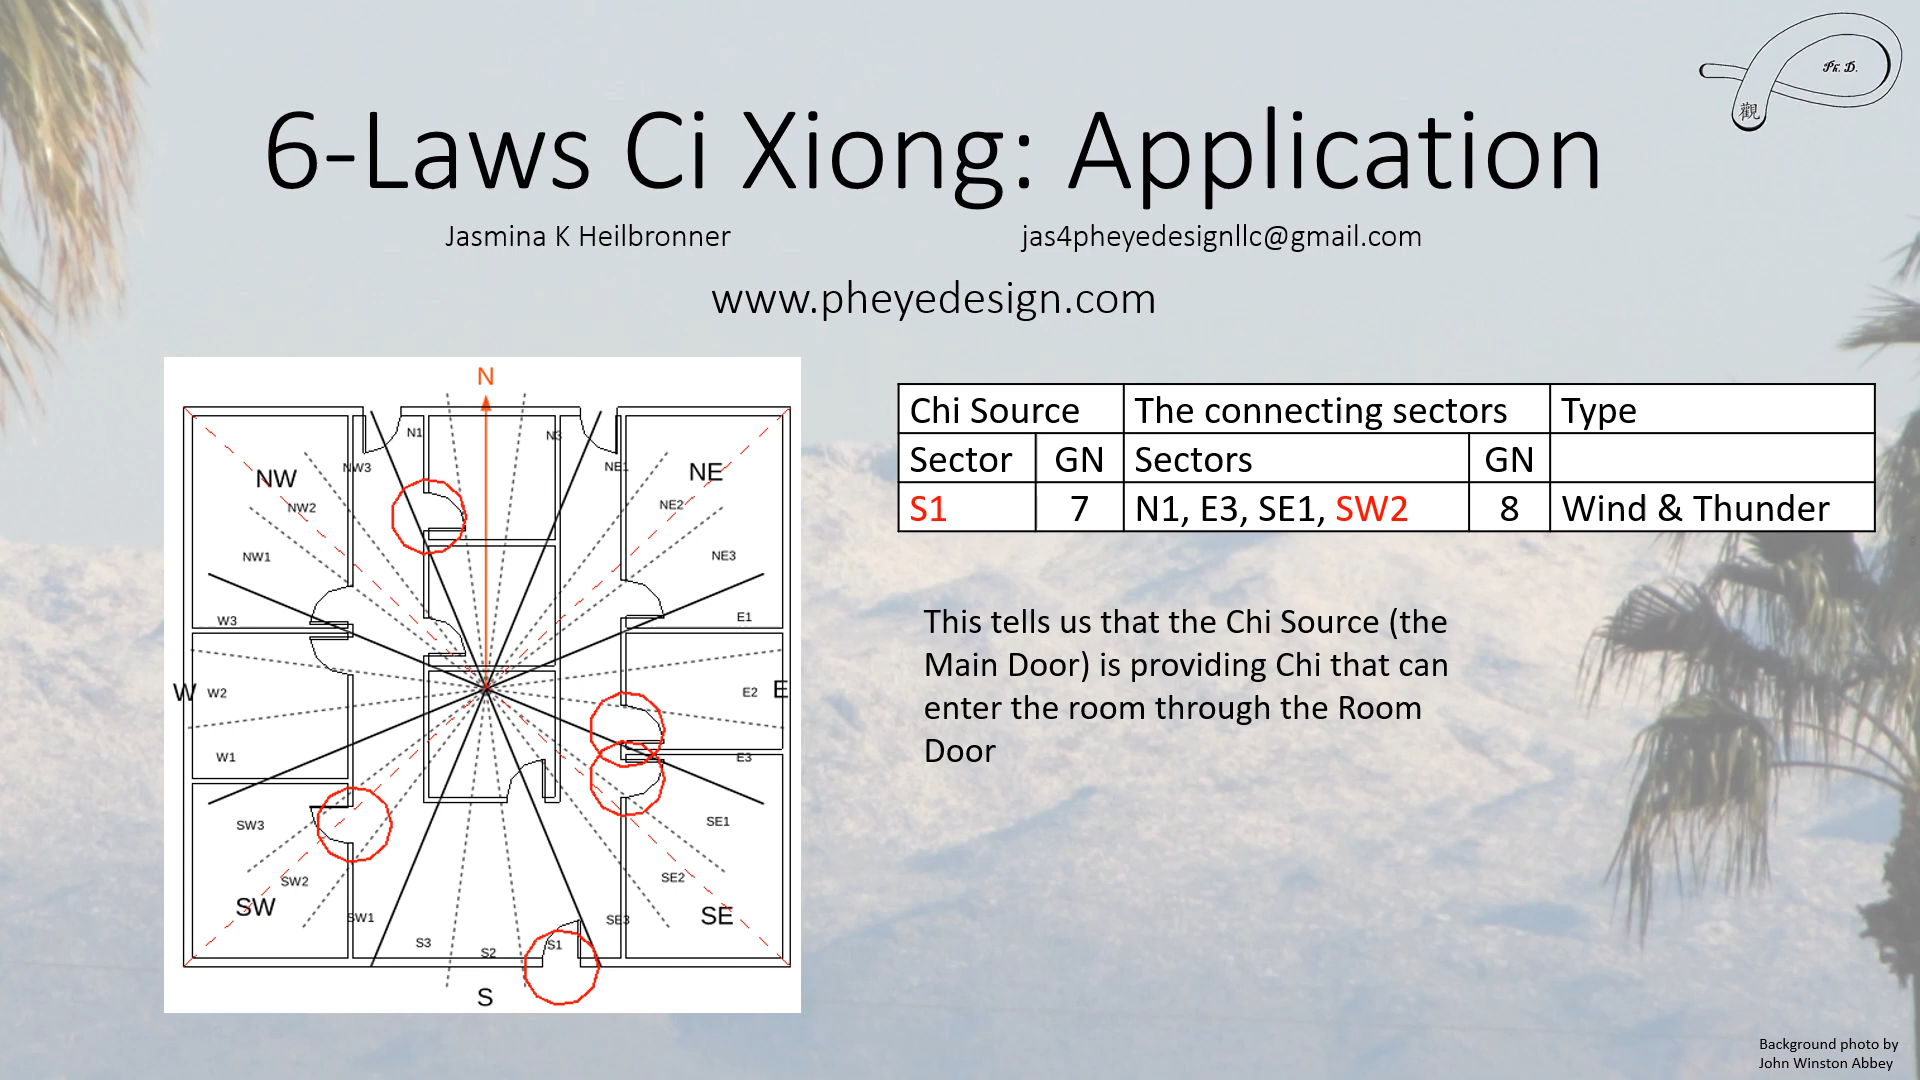 Ph. D.
觀
6-Laws Ci Xiong: Application
Jasmina K Heilbronner jas4pheyedesignllc@gmail.com
www.pheyedesign.com
N
N1 N3
NW3 NE1
NW NE
NW2 NE2
NW1 NE3
W3 E1
W W2 E2 E
W1 E3
SW3 SE1
SW2 SE2
SW SE
SW1 SE3
S3 S2 S1
S
Chi Source The connecting sectors Type
Sector GN Sectors GN
S1 7 N1, E3, SE1, SW2 8 Wind & Thunder
This tells us that the Chi Source (the
Main Door) is providing Chi that can
enter the room through the Room
Door
Background photo by
John Winston Abbey